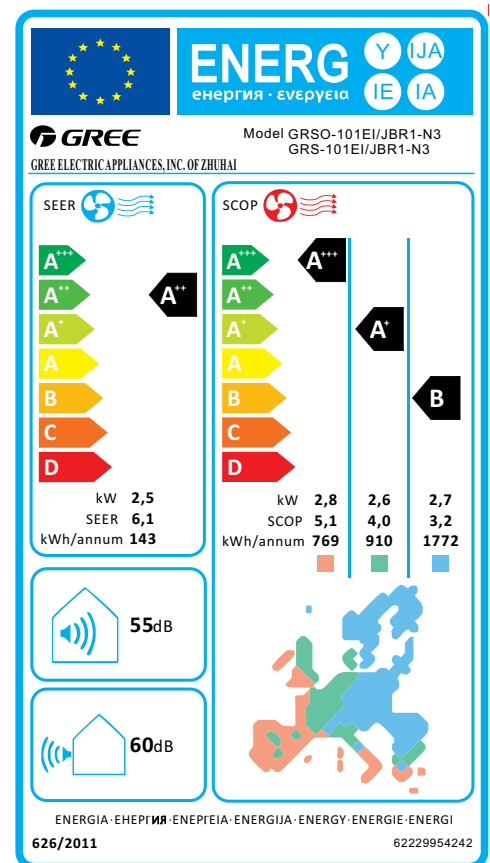 ENERG
енергия · ενεργεια
Y IJA
IE IA
GREE
Model GRSO-101EI/JBR1-N3
GRS-101EI/JBR1-N3
GREE ELECTRIC APPLIANCES, INC. OF ZHUHAI
SEER
A+++
A++
A+
A
B
C
D
A++
kW 2,5
SEER 6,1
kWh/annum 143
SCOP
A+++
A++
A+
A
B
C
D
A+++
A+
B
kW 2,8 2,6 2,7
SCOP 5,1 4,0 3,2
kWh/annum 769 910 1772
55dB
60dB
ENERGIA·ЕНЕРГИЯ·ΕΝΕΡΓΕΙΑ·ENERGIJA·ENERGY·ENERGIE·ENERGI
626/2011
62229954242